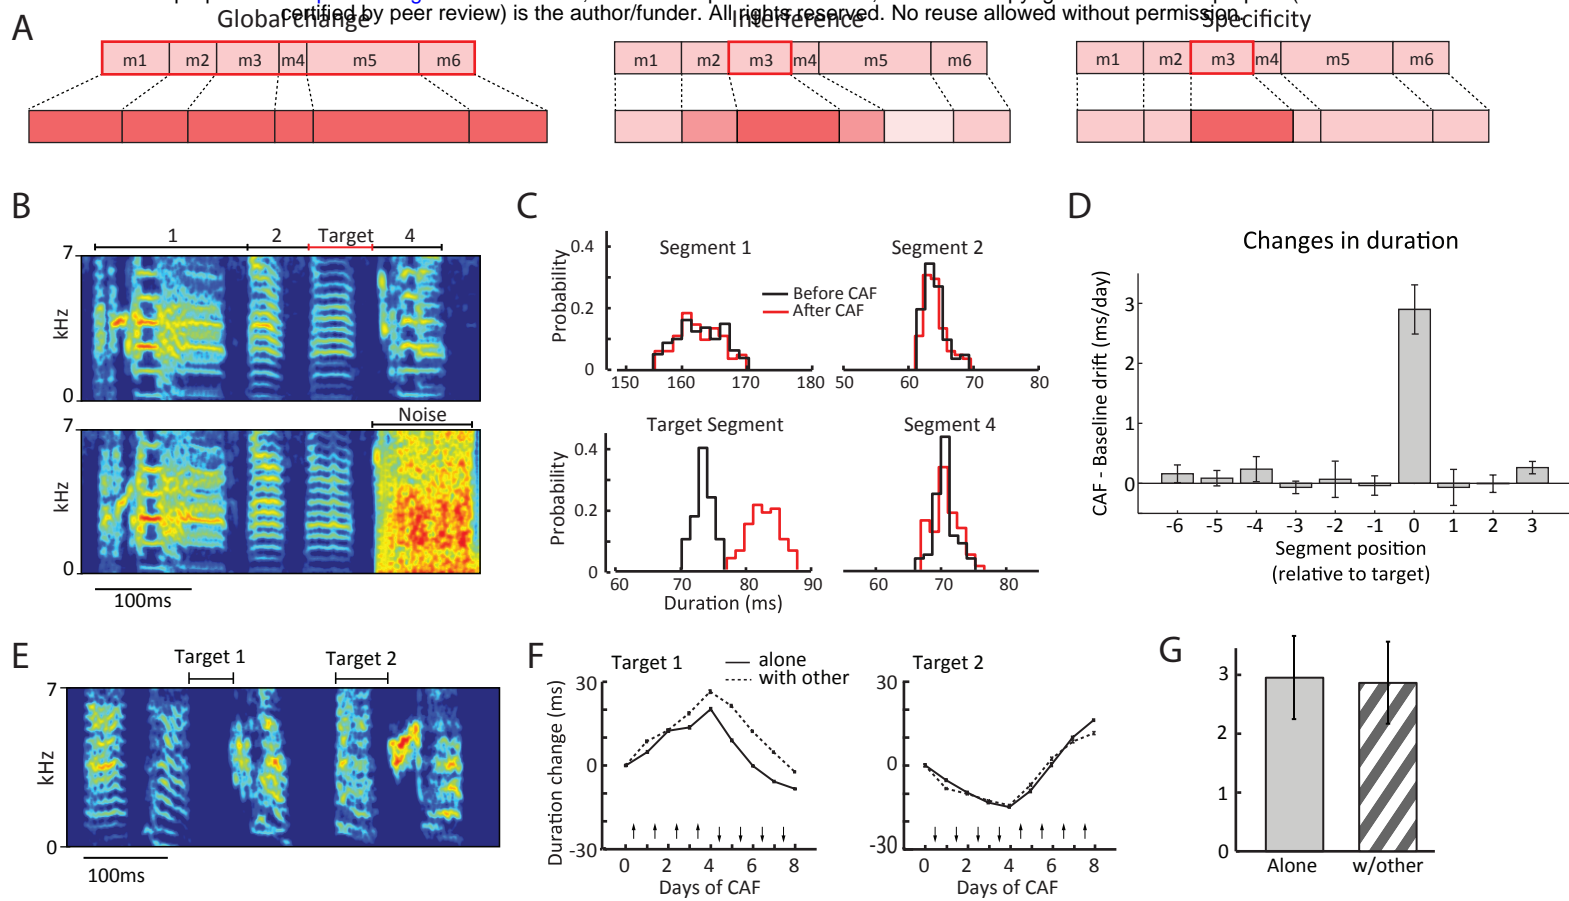 certified by peer review) is the author/funder. All rights reserved. No reuse allowed without permission.
A
Global change
Interference
Specificity
m1 m2 m3 m4 m5 m6
m1 m2 m3 m4 m5 m6
m1 m2 m3 m4 m5 m6
B
1 2 Target 4
7
kHz
0
Noise
7
kHz
0
100ms
C
Segment 1
Segment 2
Probability
0.4
0.2
0
Before CAF
After CAF
150 160 170 180
50 60 70 80
Target Segment
Segment 4
Probability
0.4
0.2
0
60 70 80 90
60 70 80
Duration (ms)
D
Changes in duration
CAF - Baseline drift (ms/day)
3
2
1
0
-6 -5 -4 -3 -2 -1 0 1 2 3
Segment position
(relative to target)
E
Target 1 Target 2
7
kHz
0
100ms
F
Target 1
alone
with other
Target 2
Duration change (ms)
30
0
-30
0 2 4 6 8
Days of CAF
30
0
-30
0 2 4 6 8
Days of CAF
G
3
2
1
0
Alone w/other